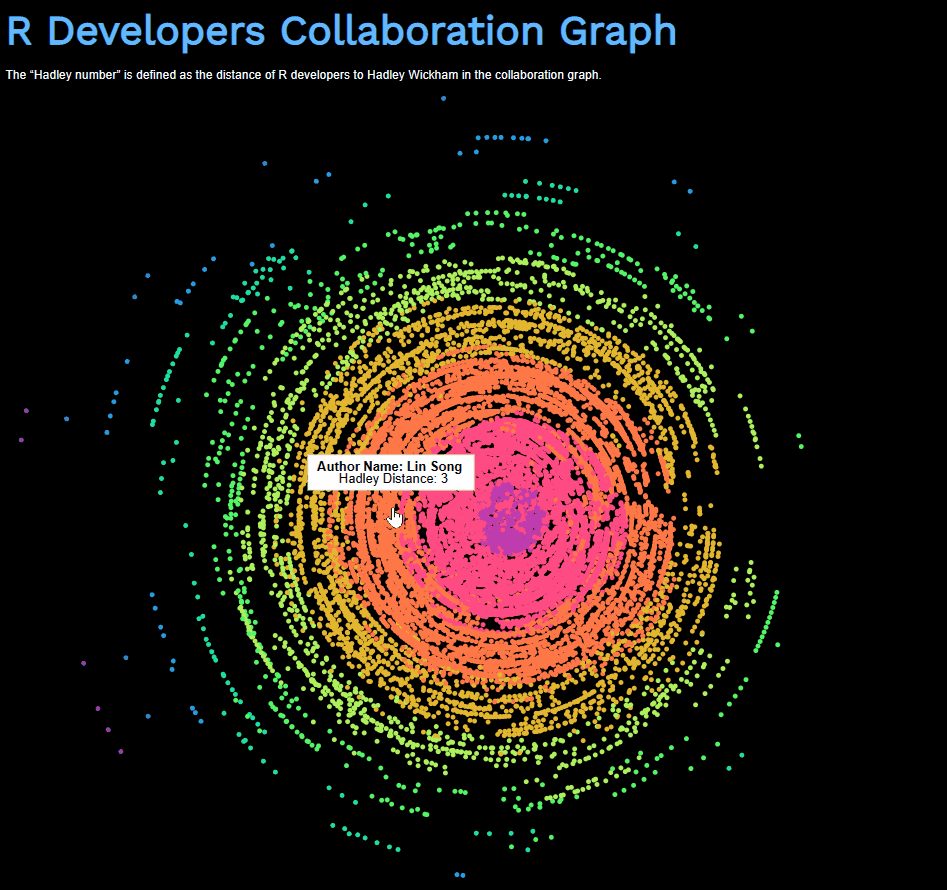 R Developers Collaboration Graph
The “Hadley number” is defined as the distance of R developers to Hadley Wickham in the collaboration graph.
Author Name: Lin Song
Hadley Distance: 3